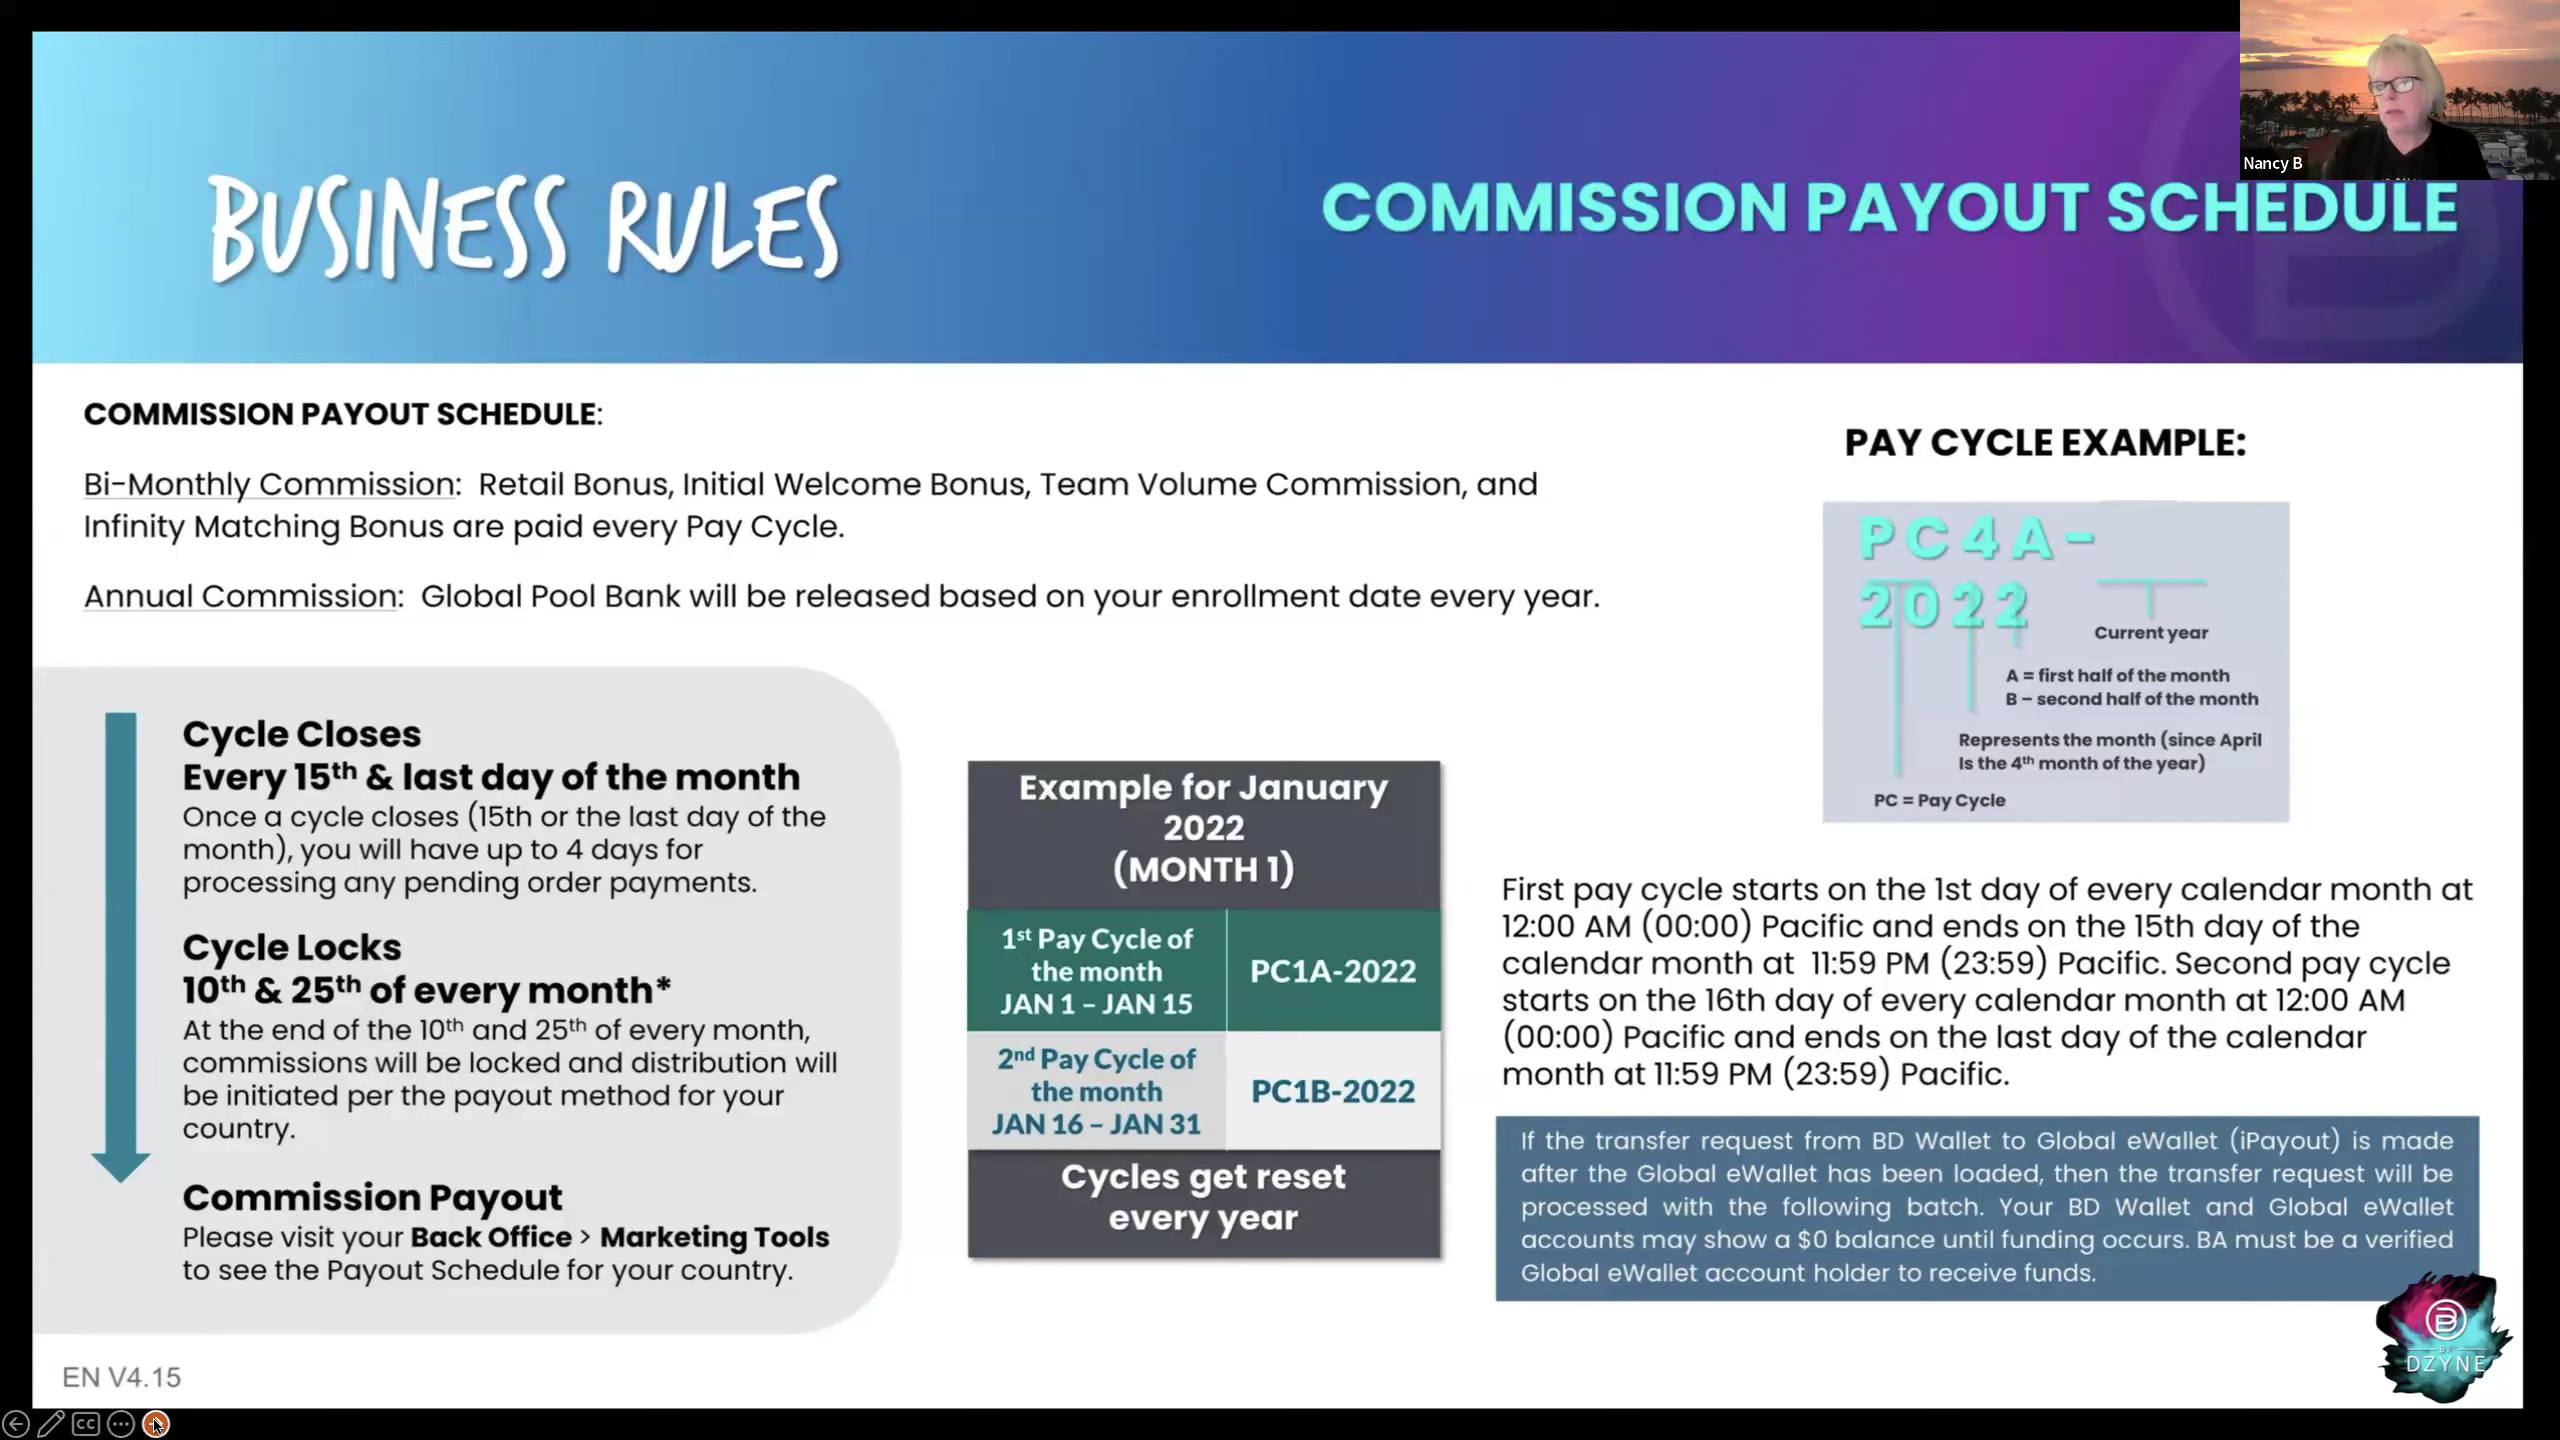 Nancy B
BUSINESS RULES
COMMISSION PAYOUT SCHEDULE
COMMISSION PAYOUT SCHEDULE:
Bi-Monthly Commission: Retail Bonus, Initial Welcome Bonus, Team Volume Commission, and
Infinity Matching Bonus are paid every Pay Cycle.
Annual Commission: Global Pool Bank will be released based on your enrollment date every year.
Cycle Closes
Every 15th & last day of the month
Once a cycle closes (15th or the last day of the
month), you will have up to 4 days for
processing any pending order payments.
Cycle Locks
10th & 25th of every month*
At the end of the 10th and 25th of every month,
commissions will be locked and distribution will
be initiated per the payout method for your
country.
Commission Payout
Please visit your Back Office > Marketing Tools
to see the Payout Schedule for your country.
Example for January
2022
(MONTH 1)
1st Pay Cycle of
the month
JAN 1 – JAN 15
PC1A-2022
2nd Pay Cycle of
the month
JAN 16 – JAN 31
PC1B-2022
Cycles get reset
every year
PAY CYCLE EXAMPLE:
PC4A-
2022
Current year
A = first half of the month
B – second half of the month
Represents the month (since April
Is the 4th month of the year)
PC = Pay Cycle
First pay cycle starts on the 1st day of every calendar month at
12:00 AM (00:00) Pacific and ends on the 15th day of the
calendar month at 11:59 PM (23:59) Pacific. Second pay cycle
starts on the 16th day of every calendar month at 12:00 AM
(00:00) Pacific and ends on the last day of the calendar
month at 11:59 PM (23:59) Pacific.
If the transfer request from BD Wallet to Global eWallet (iPayout) is made
after the Global eWallet has been loaded, then the transfer request will be
processed with the following batch. Your BD Wallet and Global eWallet
accounts may show a $0 balance until funding occurs. BA must be a verified
Global eWallet account holder to receive funds.
B
BY
DZYNE
EN V4.15
CC